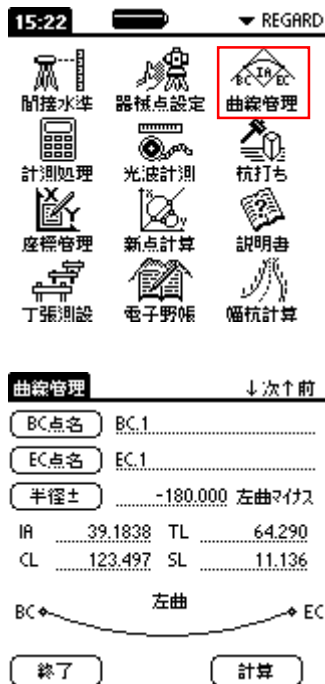 15:22 ▼ REGARD
間接水準 器械点設定 曲線管理
計測処理 光波計測 杭打ち
座標管理 新点計算 説明書
丁張測設 電子野帳 幅杭計算
曲線管理 ↓次↑前
BC点名 BC.1
EC点名 EC.1
半径± -180.000 左曲マイナス
IA 39.1838 TL 64.290
CL 123.497 SL 11.136
左曲
BC EC
終了 計算